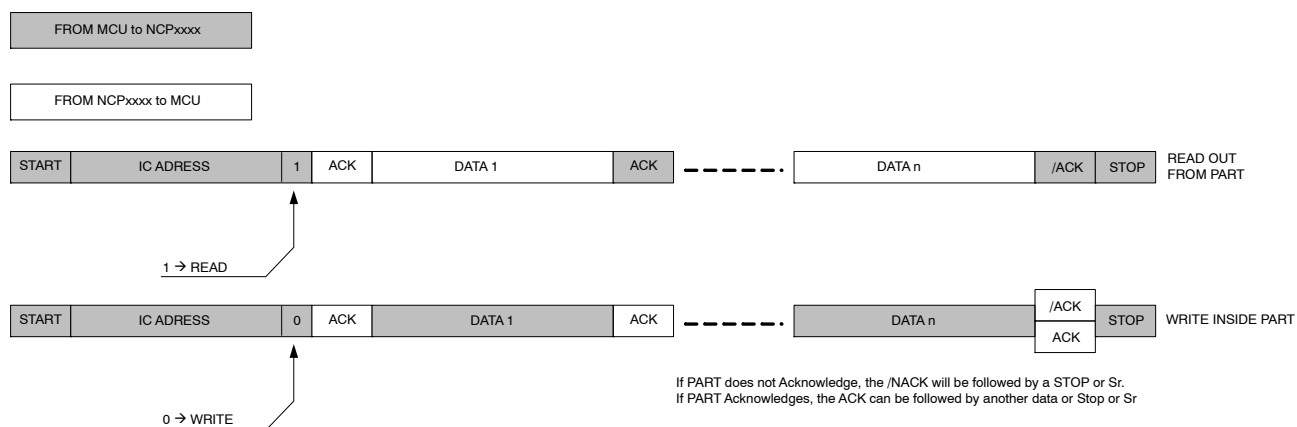 FROM MCU to NCPxxxx
FROM NCPxxxx to MCU
START IC ADRESS 1 ACK DATA 1 ACK DATA n /ACK STOP READ OUT
FROM PART
1 → READ
START IC ADRESS 0 ACK DATA 1 ACK DATA n /ACK STOP WRITE INSIDE PART
ACK
If PART does not Acknowledge, the /NACK will be followed by a STOP or Sr.
If PART Acknowledges, the ACK can be followed by another data or Stop or Sr
0 → WRITE